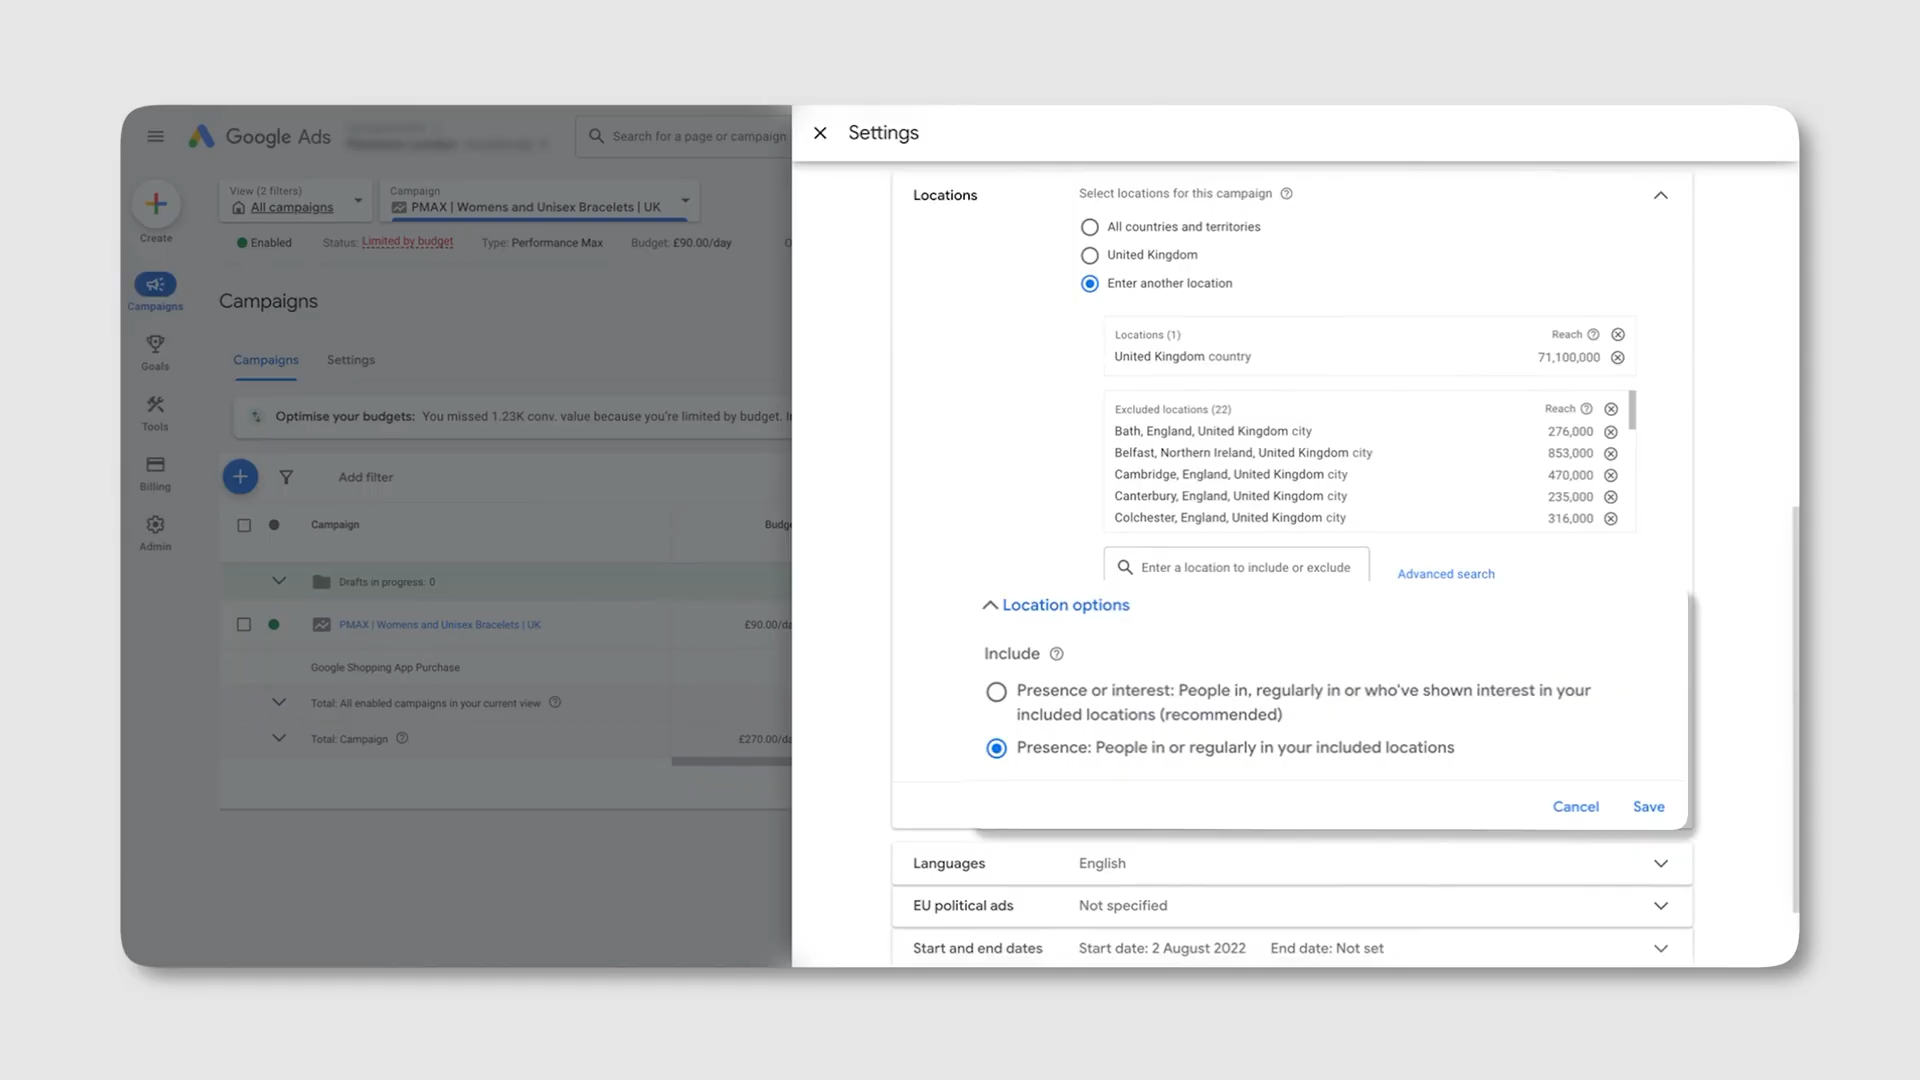 Google Ads
Search for a page or campaign
Create
Campaigns
Goals
Tools
Billing
Admin
View (2 filters)
All campaigns
Campaign
PMAX | Womens and Unisex Bracelets | UK
Enabled
Status: Limited by budget
Type: Performance Max
Budget: £90.00/day
Campaigns
Campaigns
Settings
Optimise your budgets: You missed 1.23K conv. value because you're limited by budget.
Add filter
Campaign
Drafts in progress: 0
PMAX | Womens and Unisex Bracelets | UK
Google Shopping App Purchase
Total: All enabled campaigns in your current view
Total: Campaign
Settings
Locations
Select locations for this campaign
All countries and territories
United Kingdom
Enter another location
Locations (1) Reach
United Kingdom country 71,100,000
Excluded locations (22) Reach
Bath, England, United Kingdom city 276,000
Belfast, Northern Ireland, United Kingdom city 853,000
Cambridge, England, United Kingdom city 470,000
Canterbury, England, United Kingdom city 235,000
Colchester, England, United Kingdom city 316,000
Enter a location to include or exclude
Advanced search
Location options
Include
Presence or interest: People in, regularly in or who've shown interest in your
included locations (recommended)
Presence: People in or regularly in your included locations
Cancel
Save
Languages English
EU political ads Not specified
Start and end dates Start date: 2 August 2022 End date: Not set